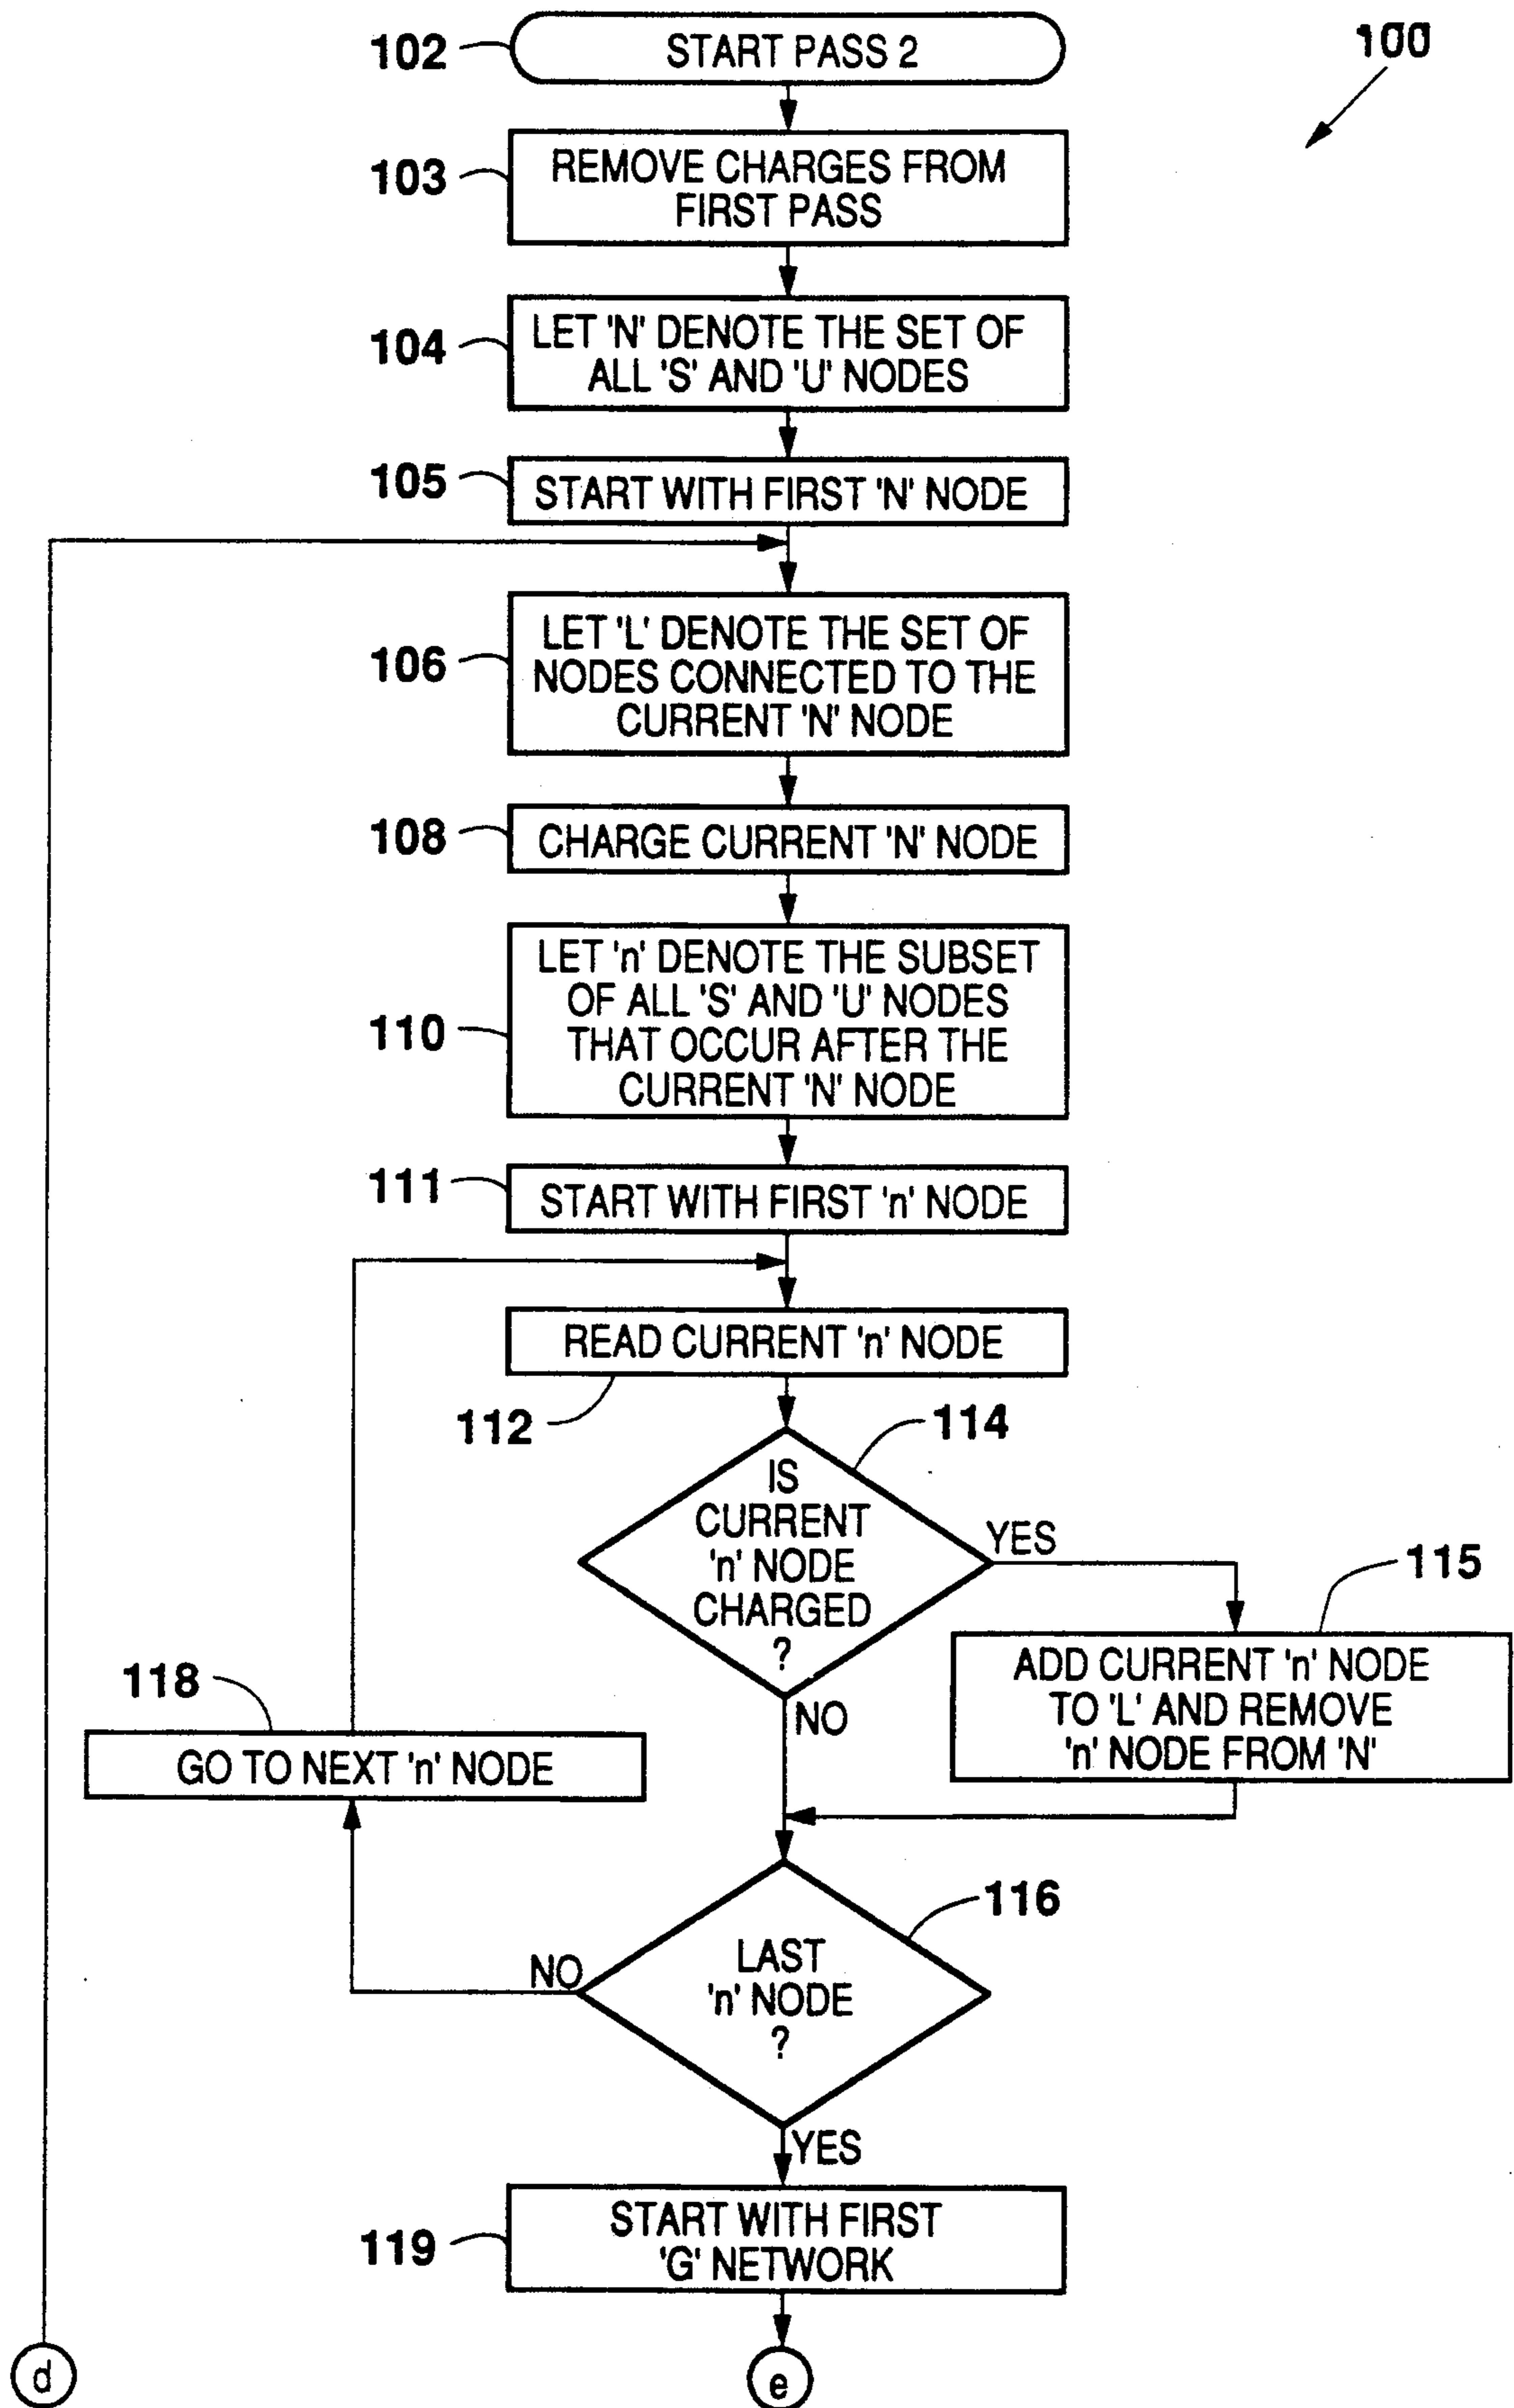 102
START PASS 2
100
103
REMOVE CHARGES FROM
FIRST PASS
104
LET 'N' DENOTE THE SET OF
ALL 'S' AND 'U' NODES
105
START WITH FIRST 'N' NODE
106
LET 'L' DENOTE THE SET OF
NODES CONNECTED TO THE
CURRENT 'N' NODE
108
CHARGE CURRENT 'N' NODE
110
LET 'n' DENOTE THE SUBSET
OF ALL 'S' AND 'U' NODES
THAT OCCUR AFTER THE
CURRENT 'N' NODE
111
START WITH FIRST 'n' NODE
READ CURRENT 'n' NODE
112
114
IS
CURRENT
'n' NODE
CHARGED
?
YES
NO
115
ADD CURRENT 'n' NODE
TO 'L' AND REMOVE
'n' NODE FROM 'N'
118
GO TO NEXT 'n' NODE
116
LAST
'n' NODE
?
NO
YES
119
START WITH FIRST
'G' NETWORK
d
e